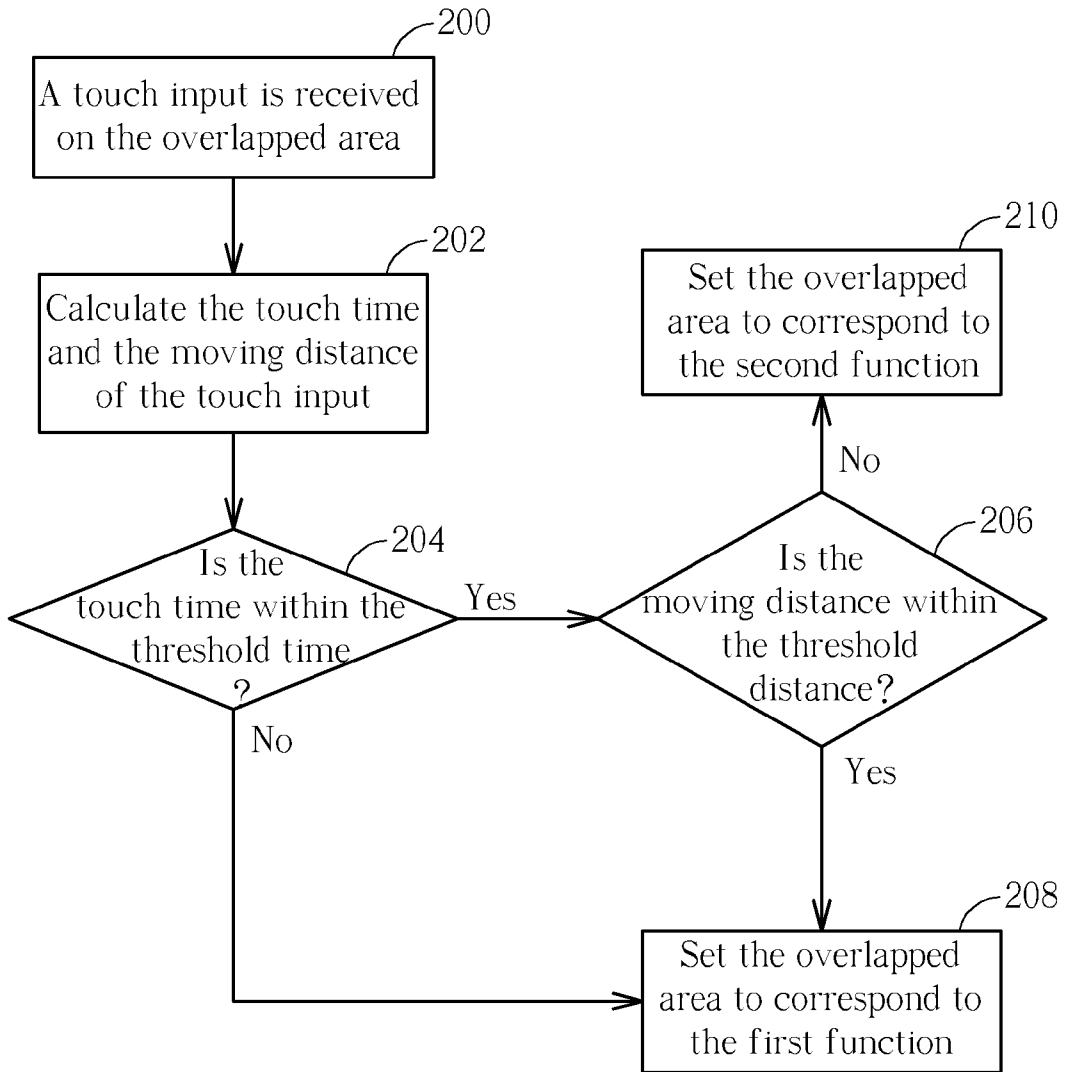 200
A touch input is received
on the overlapped area
202
Calculate the touch time
and the moving distance
of the touch input
204
Is the
touch time within the
threshold time
?
Yes
No
206
Is the
moving distance within
the threshold
distance?
No
Yes
210
Set the overlapped
area to correspond to
the second function
208
Set the overlapped
area to correspond to
the first function